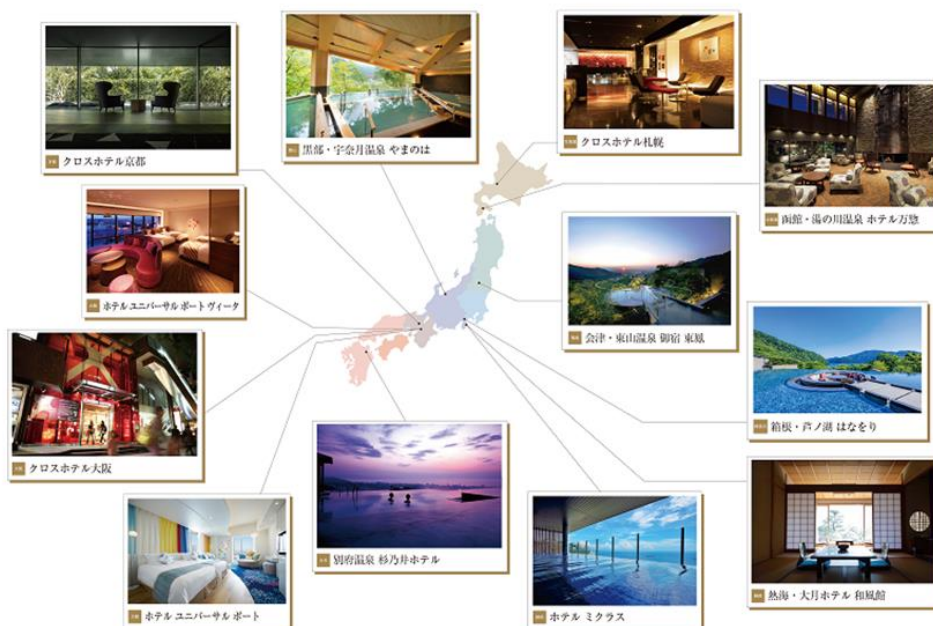 クロスホテル京都
黒部・宇奈月温泉 やまのは
クロスホテル札幌
函館・湯の川温泉 ホテル万惣
ホテル ユニバーサル ポート ヴィータ
会津・東山温泉 御宿 東鳳
クロスホテル大阪
箱根・芦ノ湖 はなをり
別府温泉 杉乃井ホテル
ホテル ユニバーサル ポート
ホテル ミクラス
熱海・大月ホテル 和風館